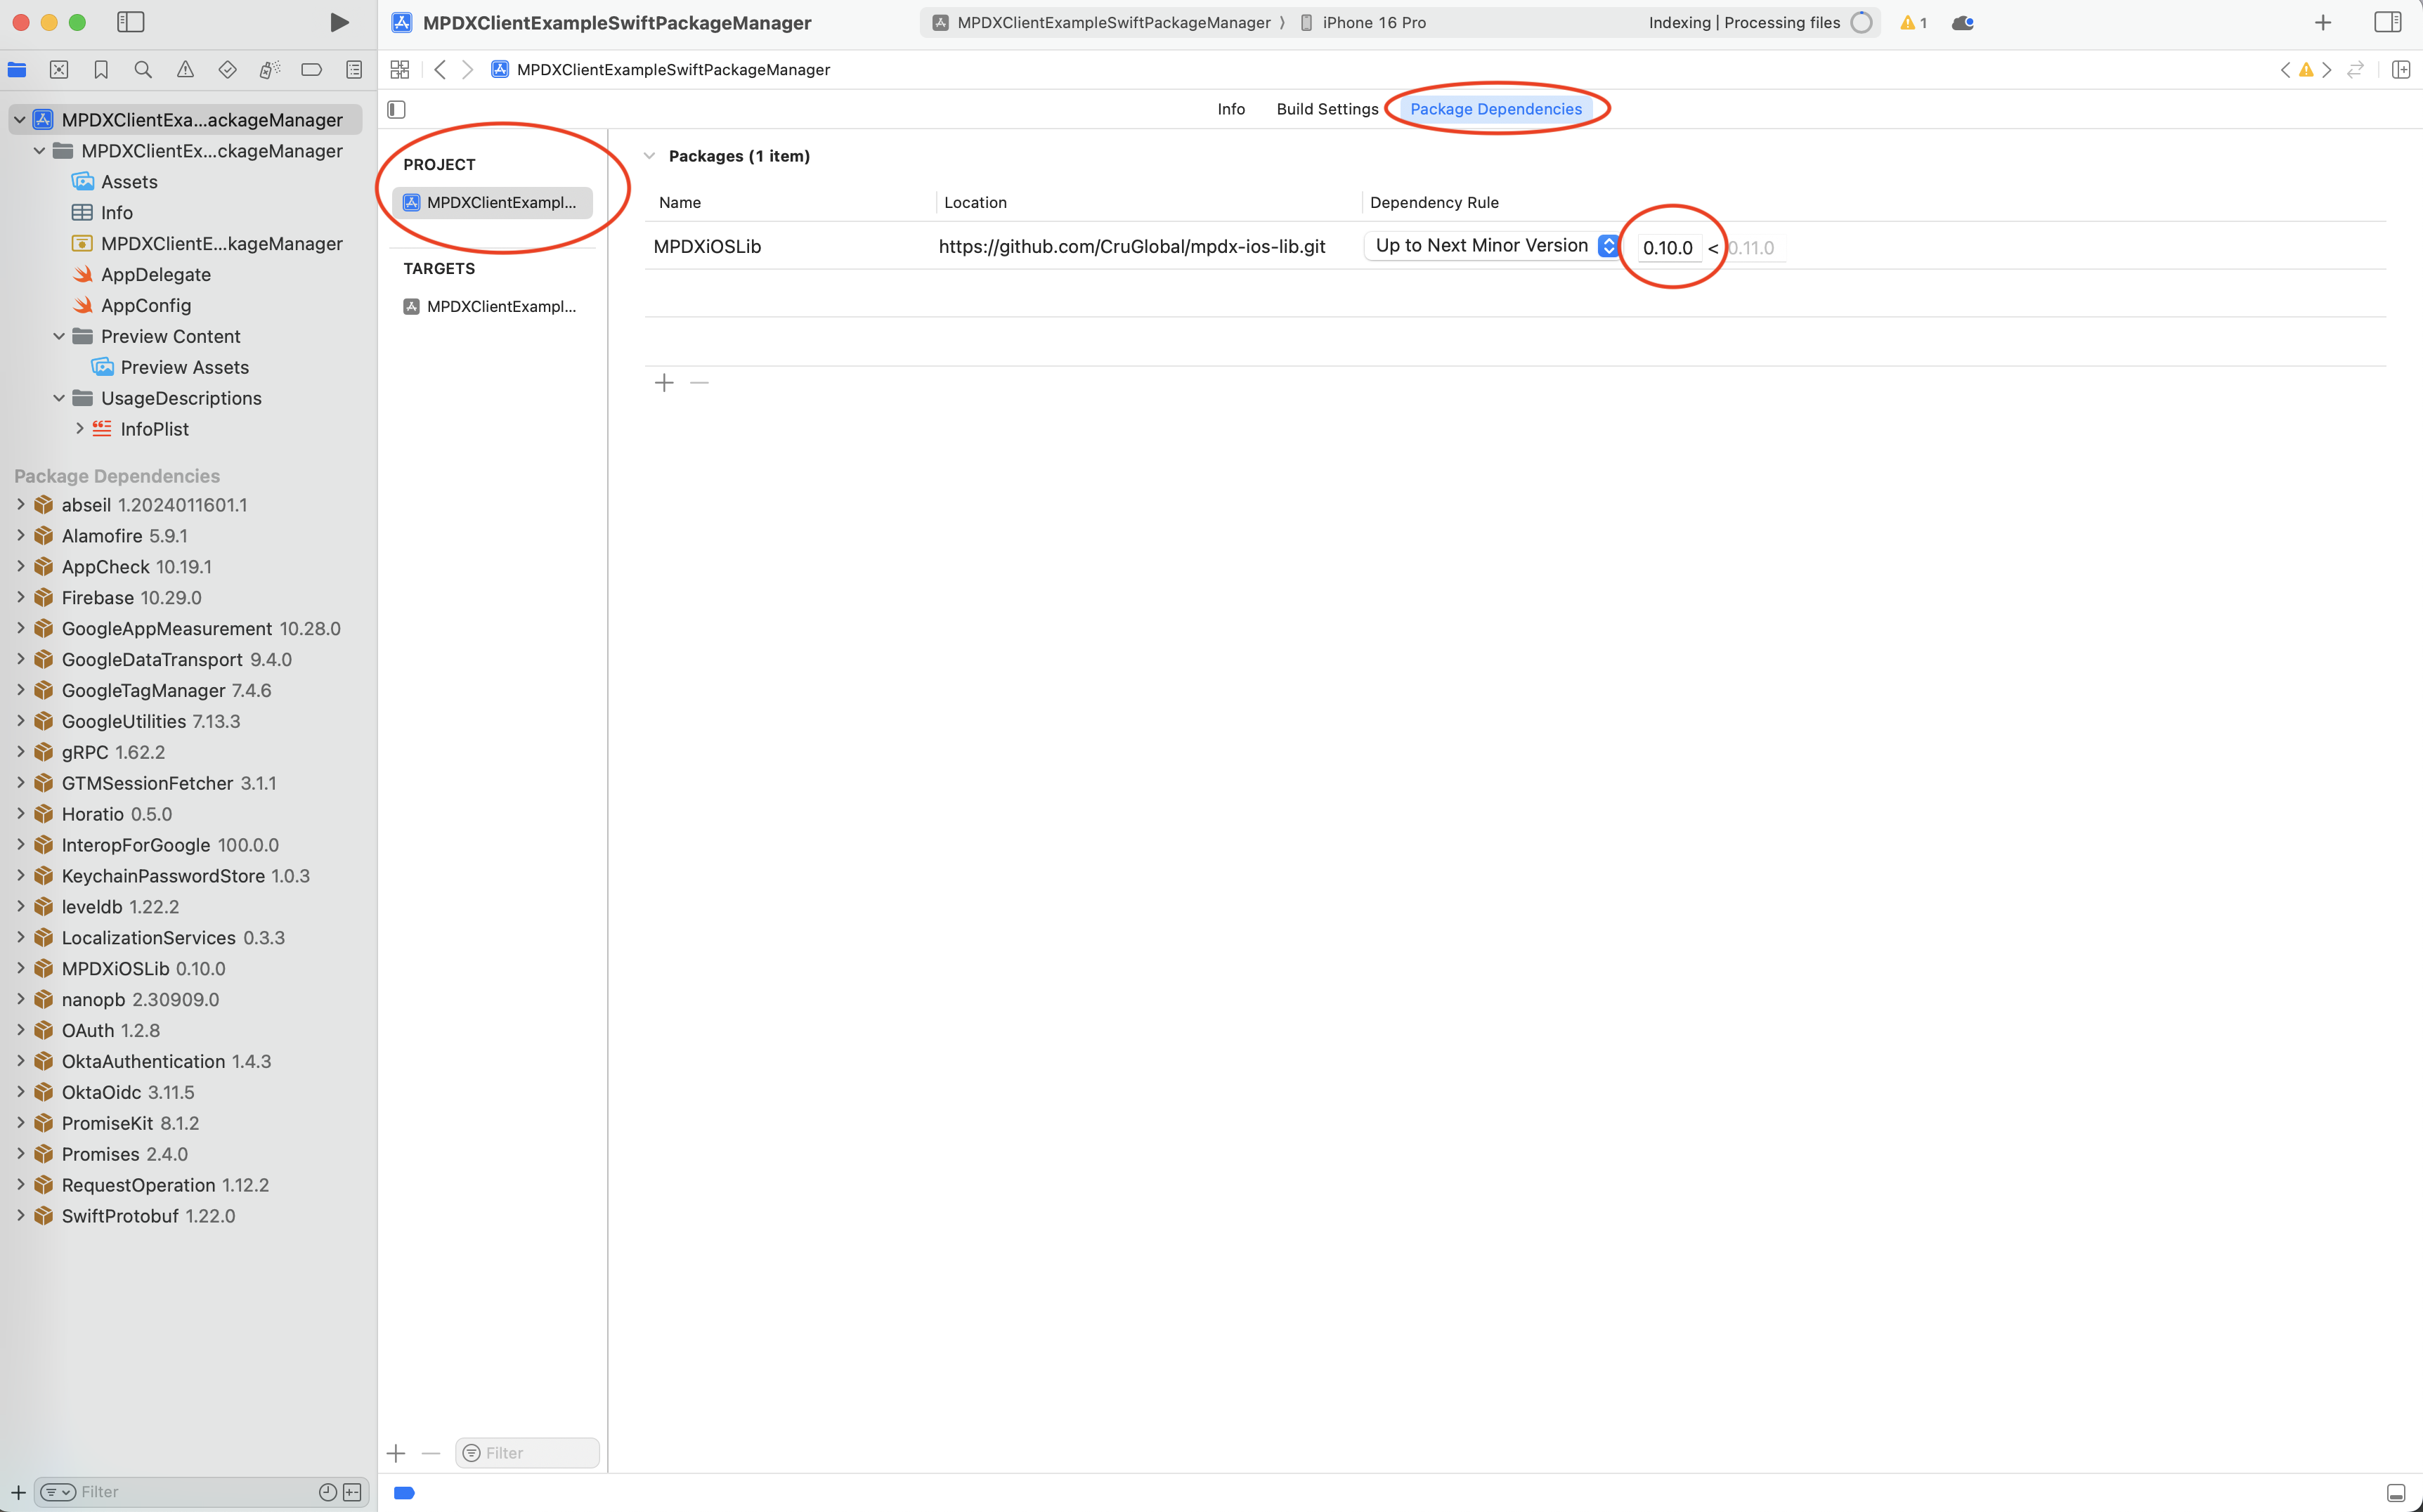 MPDXClientExampleSwiftPackageManager
MPDXClientExampleSwiftPackageManager ⟩ iPhone 16 Pro
Indexing | Processing files
1
MPDXClientExampleSwiftPackageManager
Info
Build Settings
Package Dependencies
MPDXClientExa...ackageManager
MPDXClientEx...ckageManager
Assets
Info
MPDXClientE...kageManager
AppDelegate
AppConfig
Preview Content
Preview Assets
UsageDescriptions
InfoPlist
Package Dependencies
abseil 1.2024011601.1
Alamofire 5.9.1
AppCheck 10.19.1
Firebase 10.29.0
GoogleAppMeasurement 10.28.0
GoogleDataTransport 9.4.0
GoogleTagManager 7.4.6
GoogleUtilities 7.13.3
gRPC 1.62.2
GTMSessionFetcher 3.1.1
Horatio 0.5.0
InteropForGoogle 100.0.0
KeychainPasswordStore 1.0.3
leveldb 1.22.2
LocalizationServices 0.3.3
MPDXiOSLib 0.10.0
nanopb 2.30909.0
OAuth 1.2.8
OktaAuthentication 1.4.3
OktaOidc 3.11.5
PromiseKit 8.1.2
Promises 2.4.0
RequestOperation 1.12.2
SwiftProtobuf 1.22.0
Filter
PROJECT
MPDXClientExampl...
TARGETS
MPDXClientExampl...
Filter
Packages (1 item)
Name Location Dependency Rule
MPDXiOSLib https://github.com/CruGlobal/mpdx-ios-lib.git Up to Next Minor Version 0.10.0 < 0.11.0